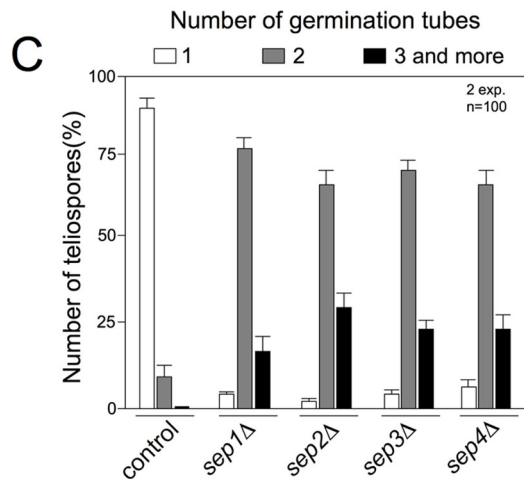 C
Number of germination tubes
1 2 3 and more
2 exp.
n=100
Number of teliospores(%)
100
75
50
25
0
control sep1Δ sep2Δ sep3Δ sep4Δ